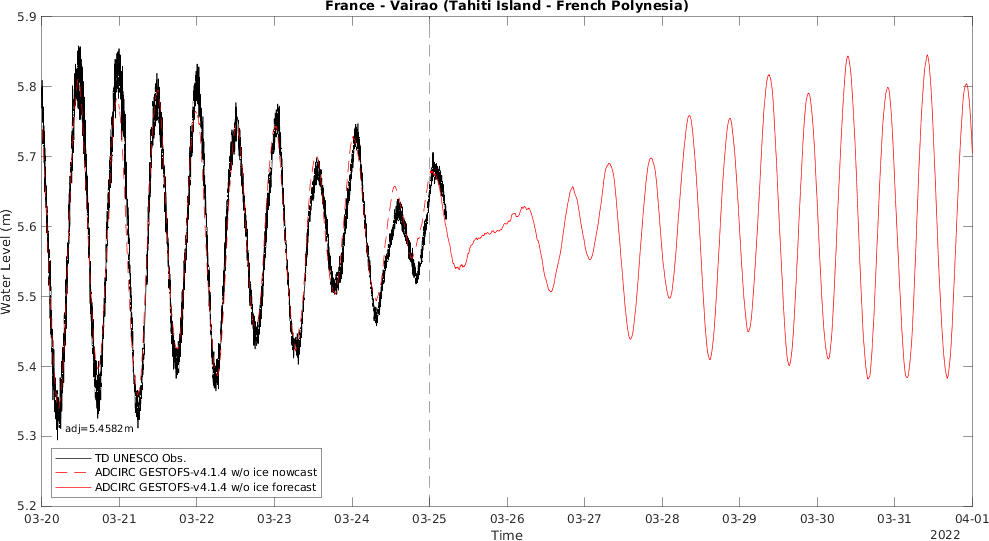 France - Vairao (Tahiti Island - French Polynesia)
5.9
5.8
5.7
5.6
5.5
5.4
5.3
5.2
Water Level (m)
adj=5.4582m
TD UNESCO Obs.
ADCIRC GESTOFS-v4.1.4 w/o ice nowcast
ADCIRC GESTOFS-v4.1.4 w/o ice forecast
03-20 03-21 03-22 03-23 03-24 03-25 03-26 03-27 03-28 03-29 03-30 03-31 04-01
Time
2022